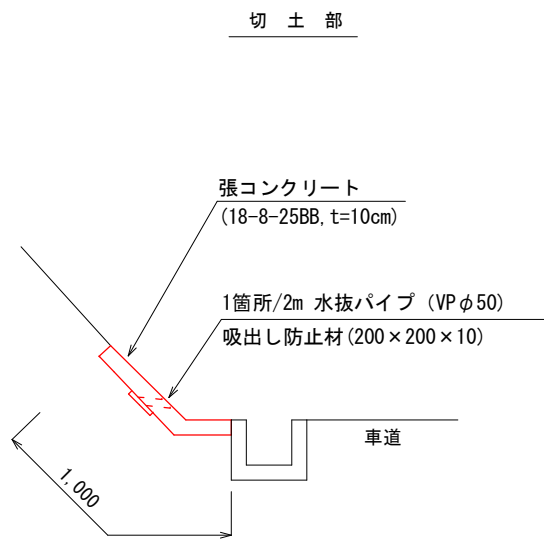 切 土 部
張コンクリート
(18-8-25BB, t=10cm)
1箇所/2m 水抜パイプ (VPφ50)
吸出し防止材(200×200×10)
車道
1,000